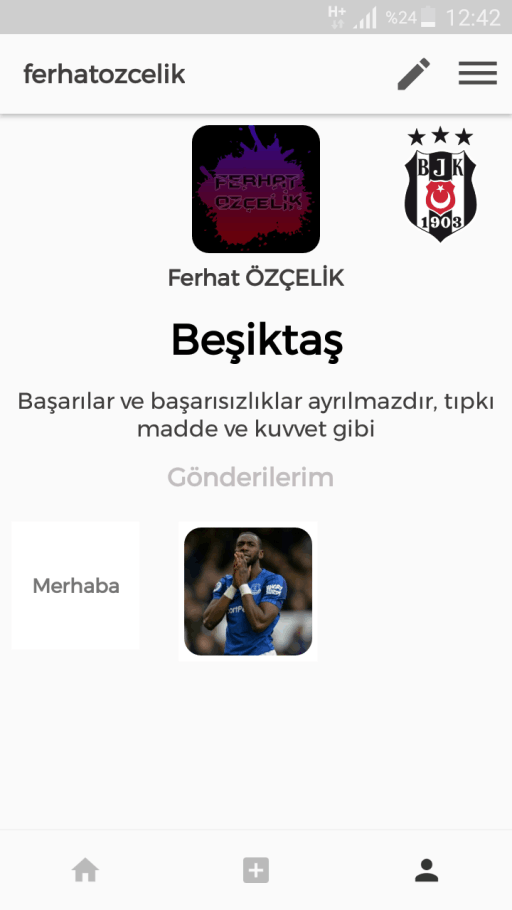 H+ %24 12:42
ferhatozcelik
FERHAT
OZÇELİK
BJK
1903
Ferhat ÖZÇELİK
Beşiktaş
Başarılar ve başarısızlıklar ayrılmazdır, tıpkı
madde ve kuvvet gibi
Gönderilerim
Merhaba